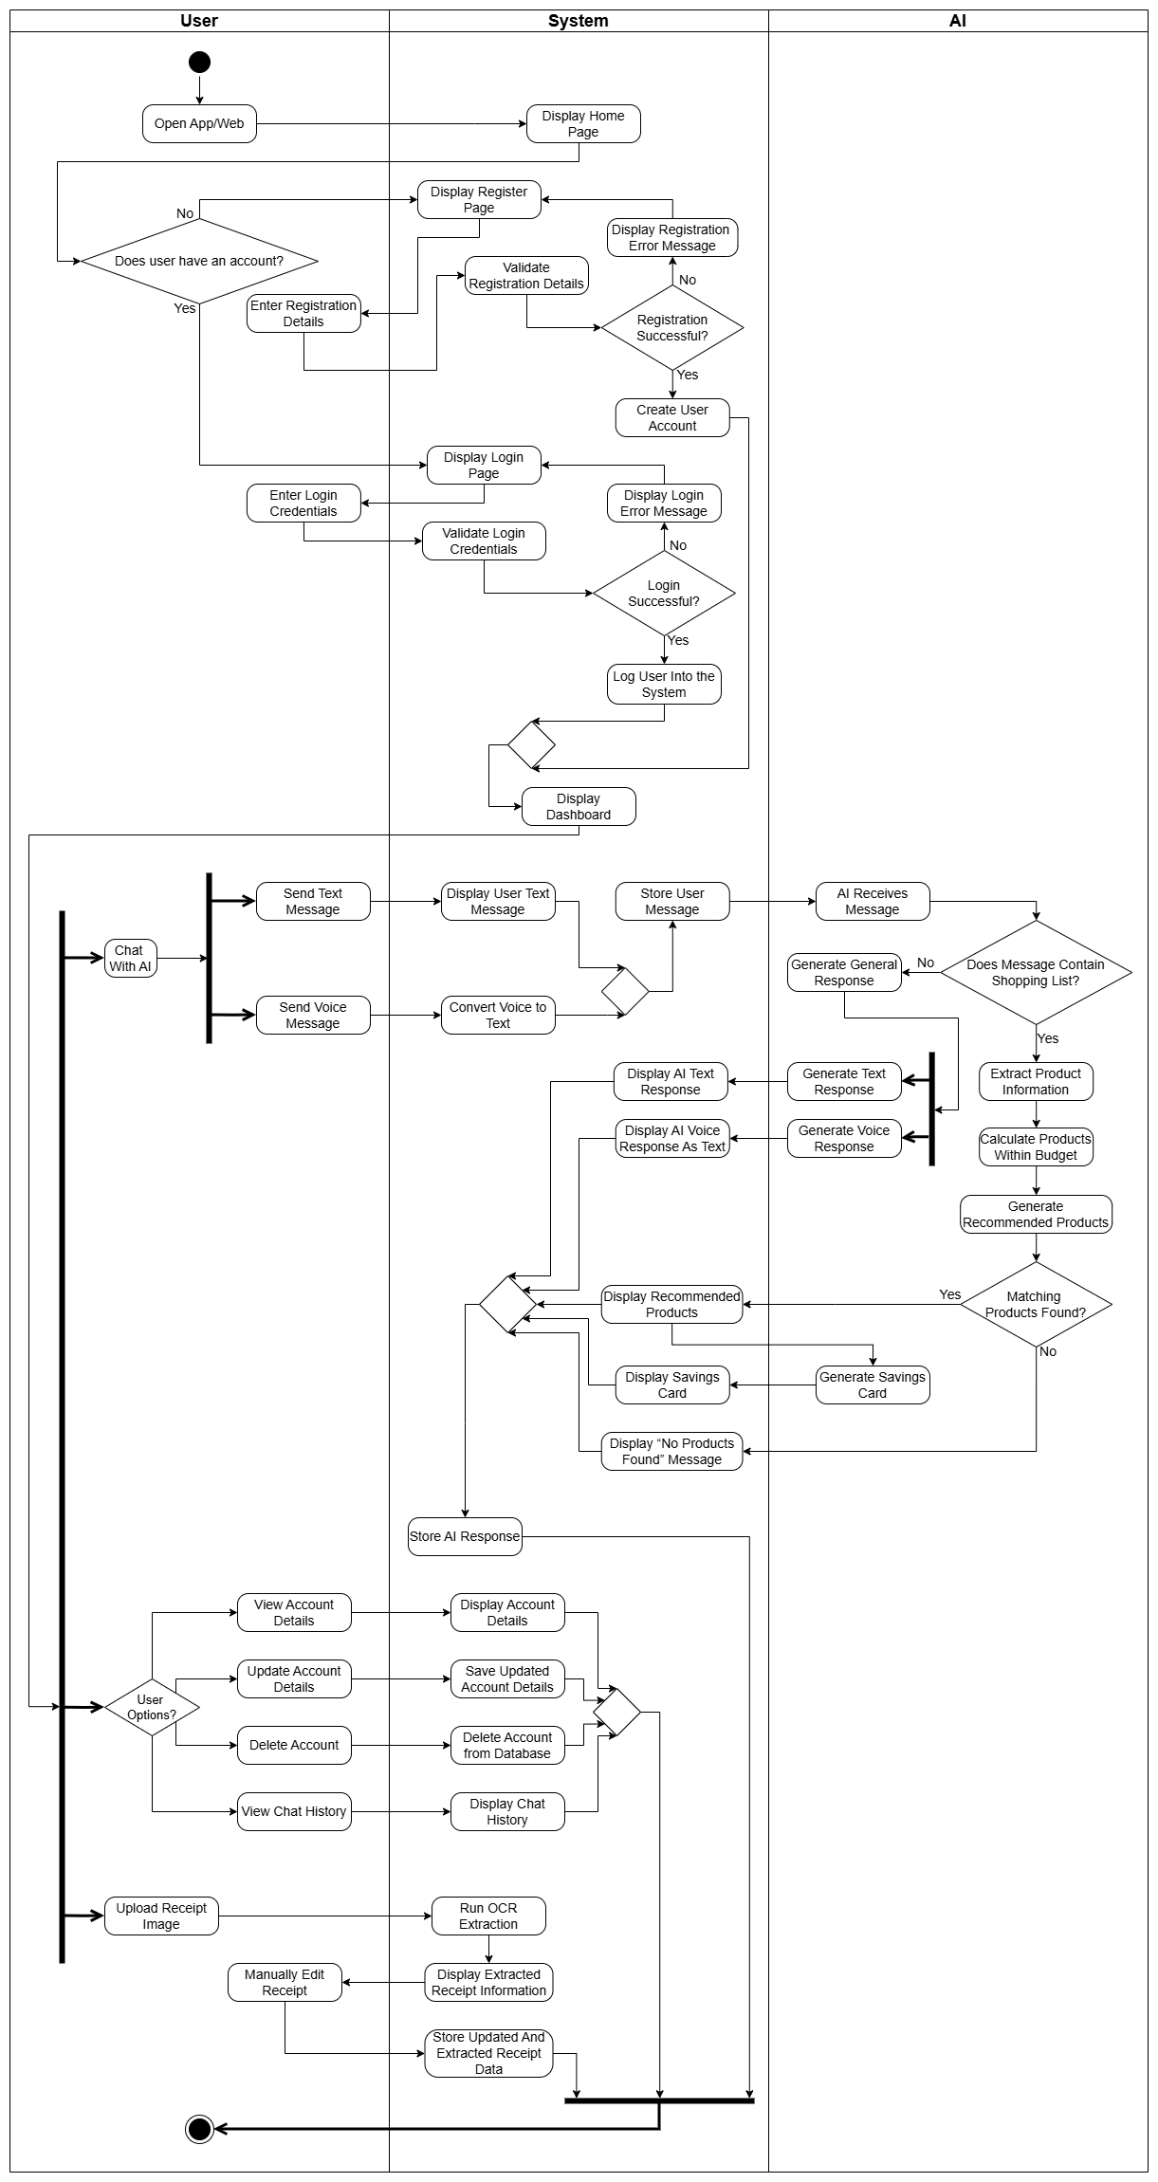 User
System
AI
Open App/Web
Display Home
Page
Display Register
Page
No
Display Registration
Error Message
Does user have an account?
Validate
Registration Details
No
Yes
Enter Registration
Details
Registration
Successful?
Yes
Create User
Account
Display Login
Page
Enter Login
Credentials
Display Login
Error Message
Validate Login
Credentials
No
Login
Successful?
Yes
Log User Into the
System
Display
Dashboard
Send Text
Message
Display User Text
Message
Store User
Message
AI Receives
Message
Chat
With AI
Generate General
Response
No
Does Message Contain
Shopping List?
Send Voice
Message
Convert Voice to
Text
Yes
Display AI Text
Response
Generate Text
Response
Extract Product
Information
Display AI Voice
Response As Text
Generate Voice
Response
Calculate Products
Within Budget
Generate
Recommended Products
Display Recommended
Products
Yes
Matching
Products Found?
No
Display Savings
Card
Generate Savings
Card
Display “No Products
Found” Message
Store AI Response
View Account
Details
Display Account
Details
Update Account
Details
Save Updated
Account Details
User
Options?
Delete Account
Delete Account
from Database
View Chat History
Display Chat
History
Upload Receipt
Image
Run OCR
Extraction
Manually Edit
Receipt
Display Extracted
Receipt Information
Store Updated And
Extracted Receipt
Data